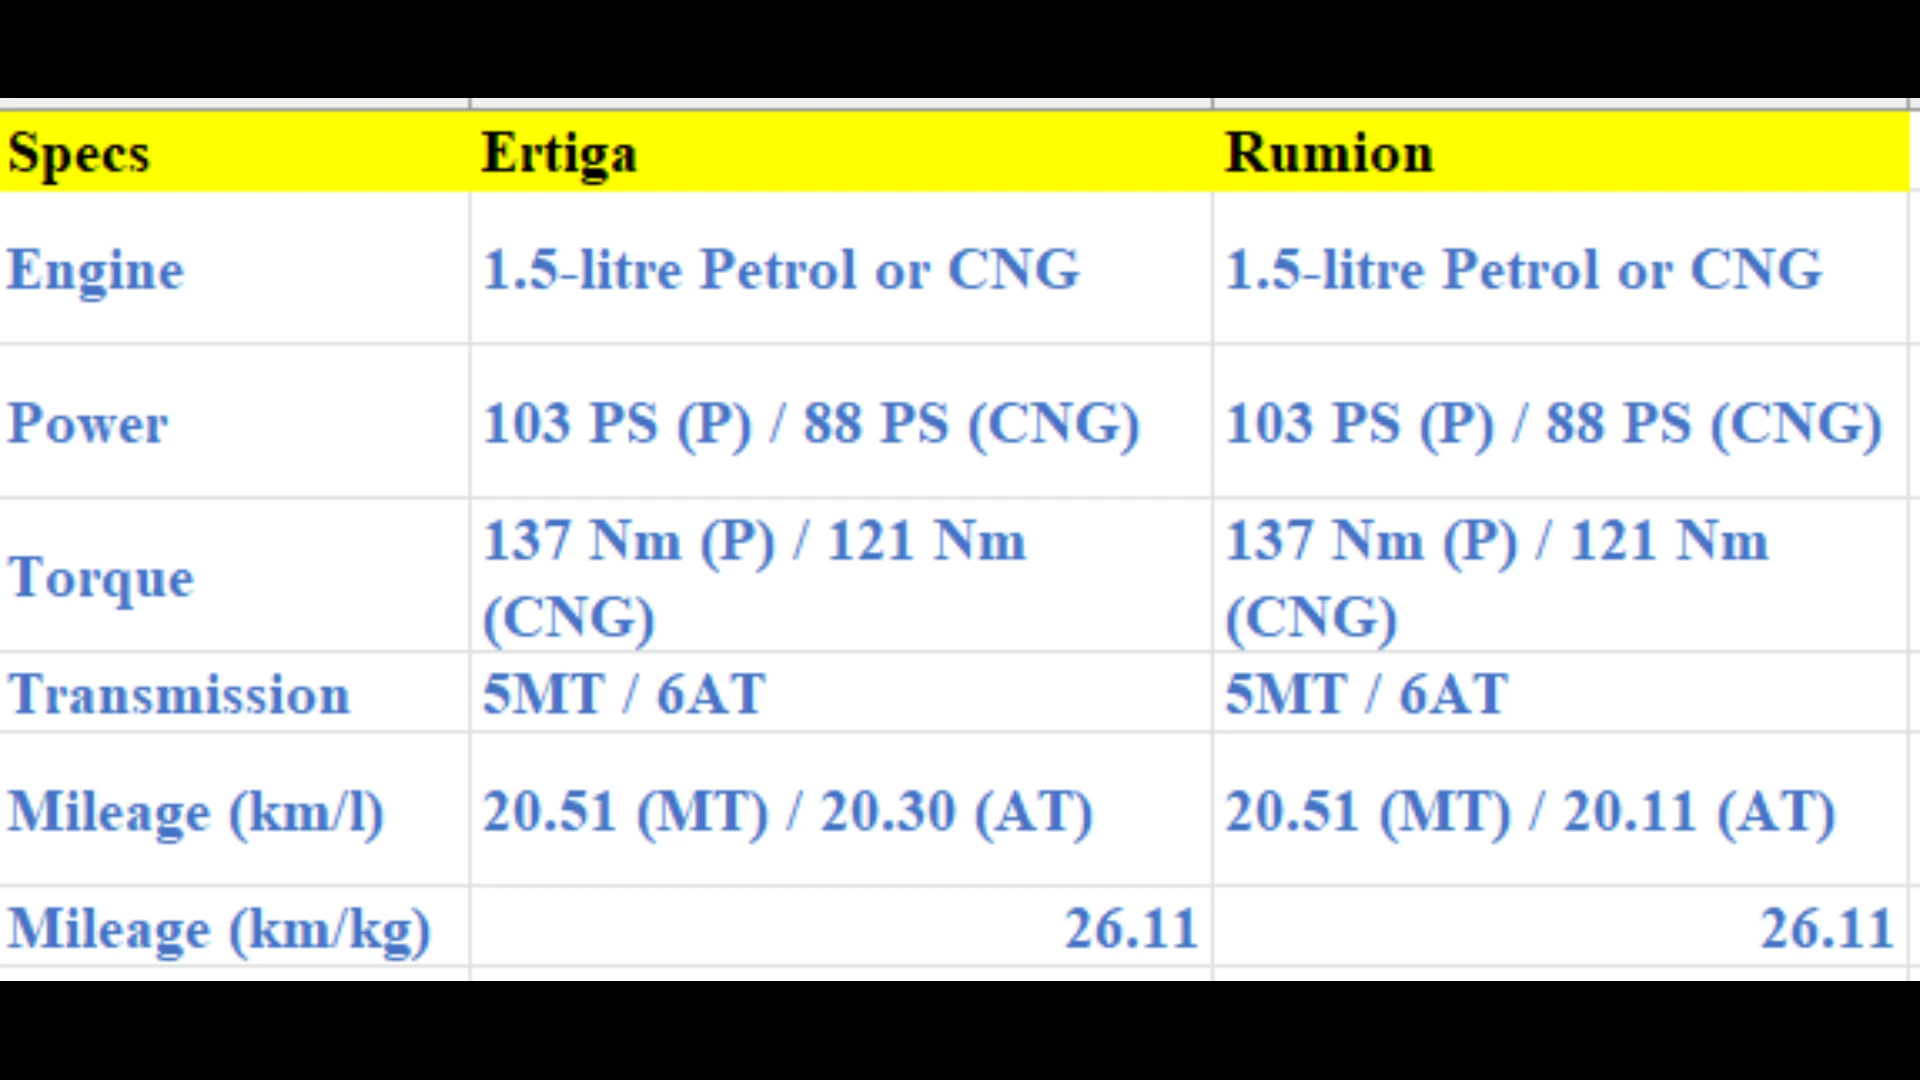 Specs Ertiga Rumion
Engine 1.5-litre Petrol or CNG 1.5-litre Petrol or CNG
Power 103 PS (P) / 88 PS (CNG) 103 PS (P) / 88 PS (CNG)
Torque 137 Nm (P) / 121 Nm (CNG) 137 Nm (P) / 121 Nm (CNG)
Transmission 5MT / 6AT 5MT / 6AT
Mileage (km/l) 20.51 (MT) / 20.30 (AT) 20.51 (MT) / 20.11 (AT)
Mileage (km/kg) 26.11 26.11